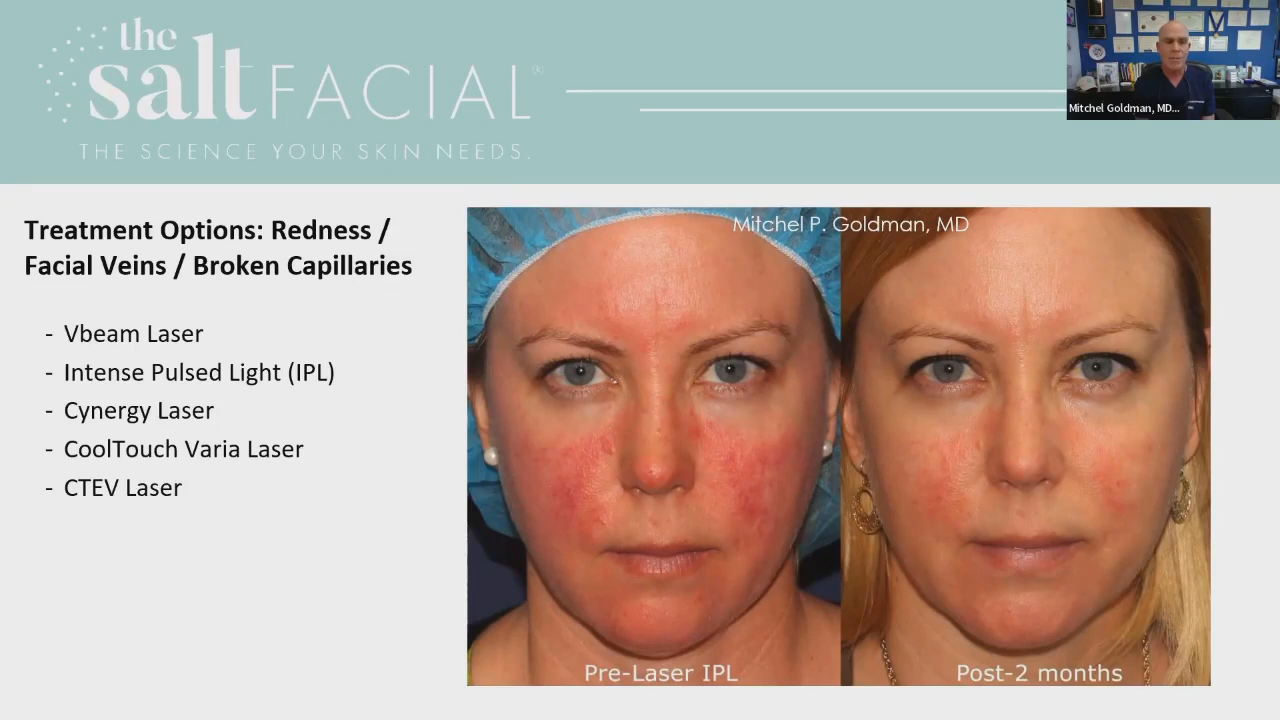 the
salt FACIAL®
THE SCIENCE YOUR SKIN NEEDS.
Mitchel Goldman, MD...
Treatment Options: Redness /
Facial Veins / Broken Capillaries
- Vbeam Laser
- Intense Pulsed Light (IPL)
- Cynergy Laser
- CoolTouch Varia Laser
- CTEV Laser
Mitchel P. Goldman, MD
Pre-Laser IPL
Post-2 months